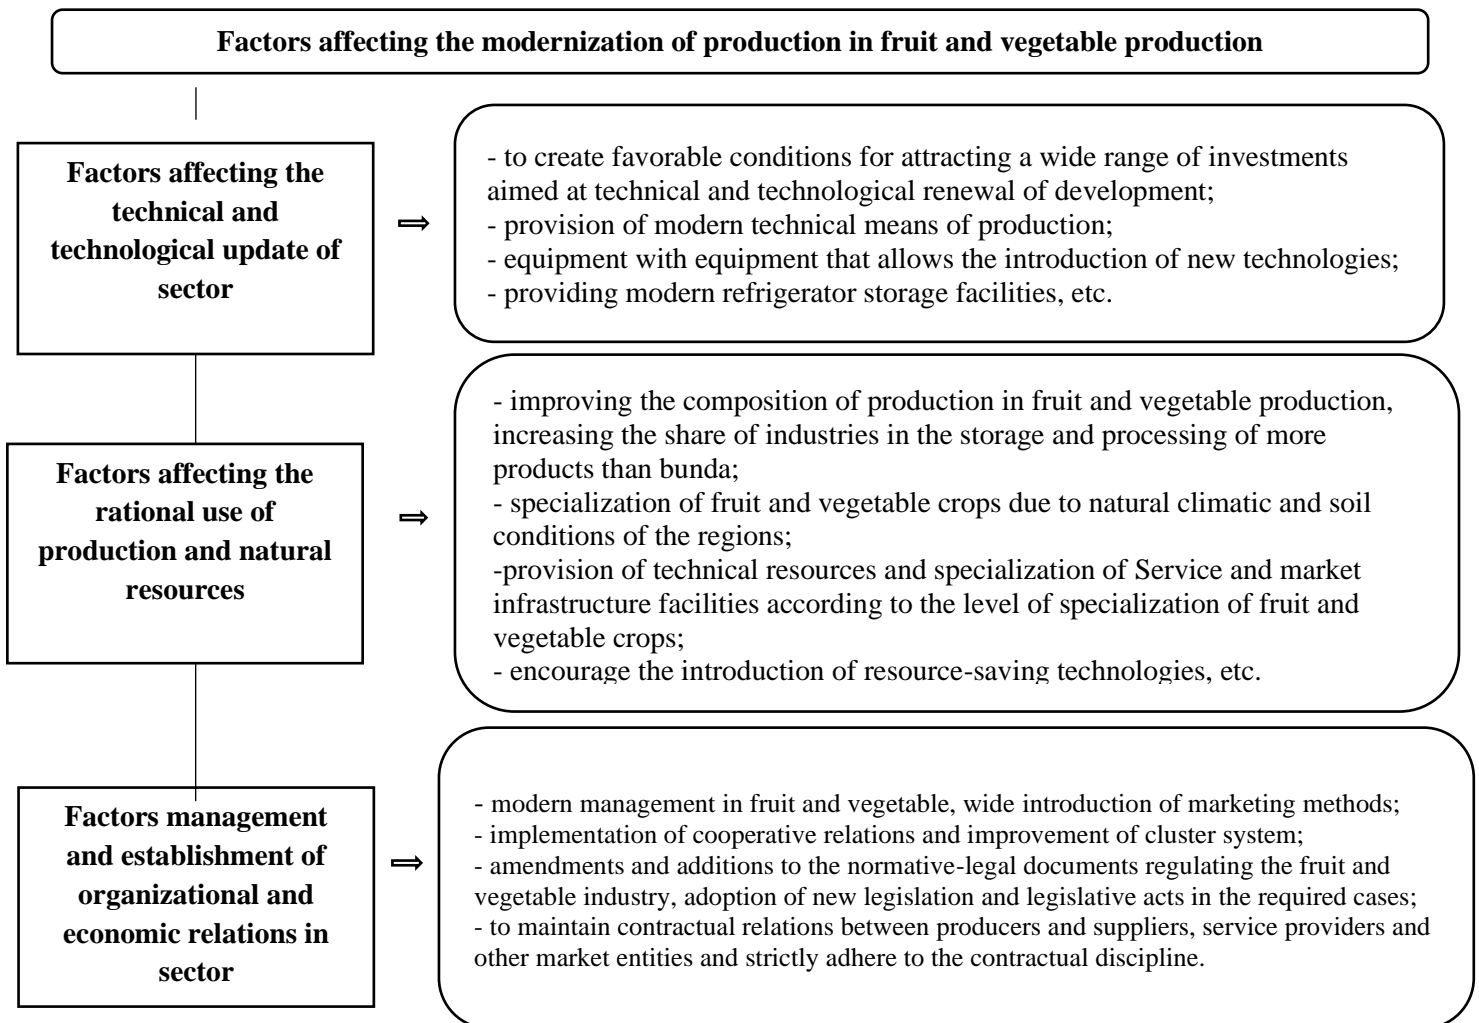 Factors affecting the modernization of production in fruit and vegetable production
Factors affecting the
technical and
technological update of
sector
- to create favorable conditions for attracting a wide range of investments
aimed at technical and technological renewal of development;
- provision of modern technical means of production;
- equipment with equipment that allows the introduction of new technologies;
- providing modern refrigerator storage facilities, etc.
Factors affecting the
rational use of
production and natural
resources
- improving the composition of production in fruit and vegetable production,
increasing the share of industries in the storage and processing of more
products than bunda;
- specialization of fruit and vegetable crops due to natural climatic and soil
conditions of the regions;
-provision of technical resources and specialization of Service and market
infrastructure facilities according to the level of specialization of fruit and
vegetable crops;
- encourage the introduction of resource-saving technologies, etc.
Factors management
and establishment of
organizational and
economic relations in
sector
- modern management in fruit and vegetable, wide introduction of marketing methods;
- implementation of cooperative relations and improvement of cluster system;
- amendments and additions to the normative-legal documents regulating the fruit and
vegetable industry, adoption of new legislation and legislative acts in the required cases;
- to maintain contractual relations between producers and suppliers, service providers and
other market entities and strictly adhere to the contractual discipline.